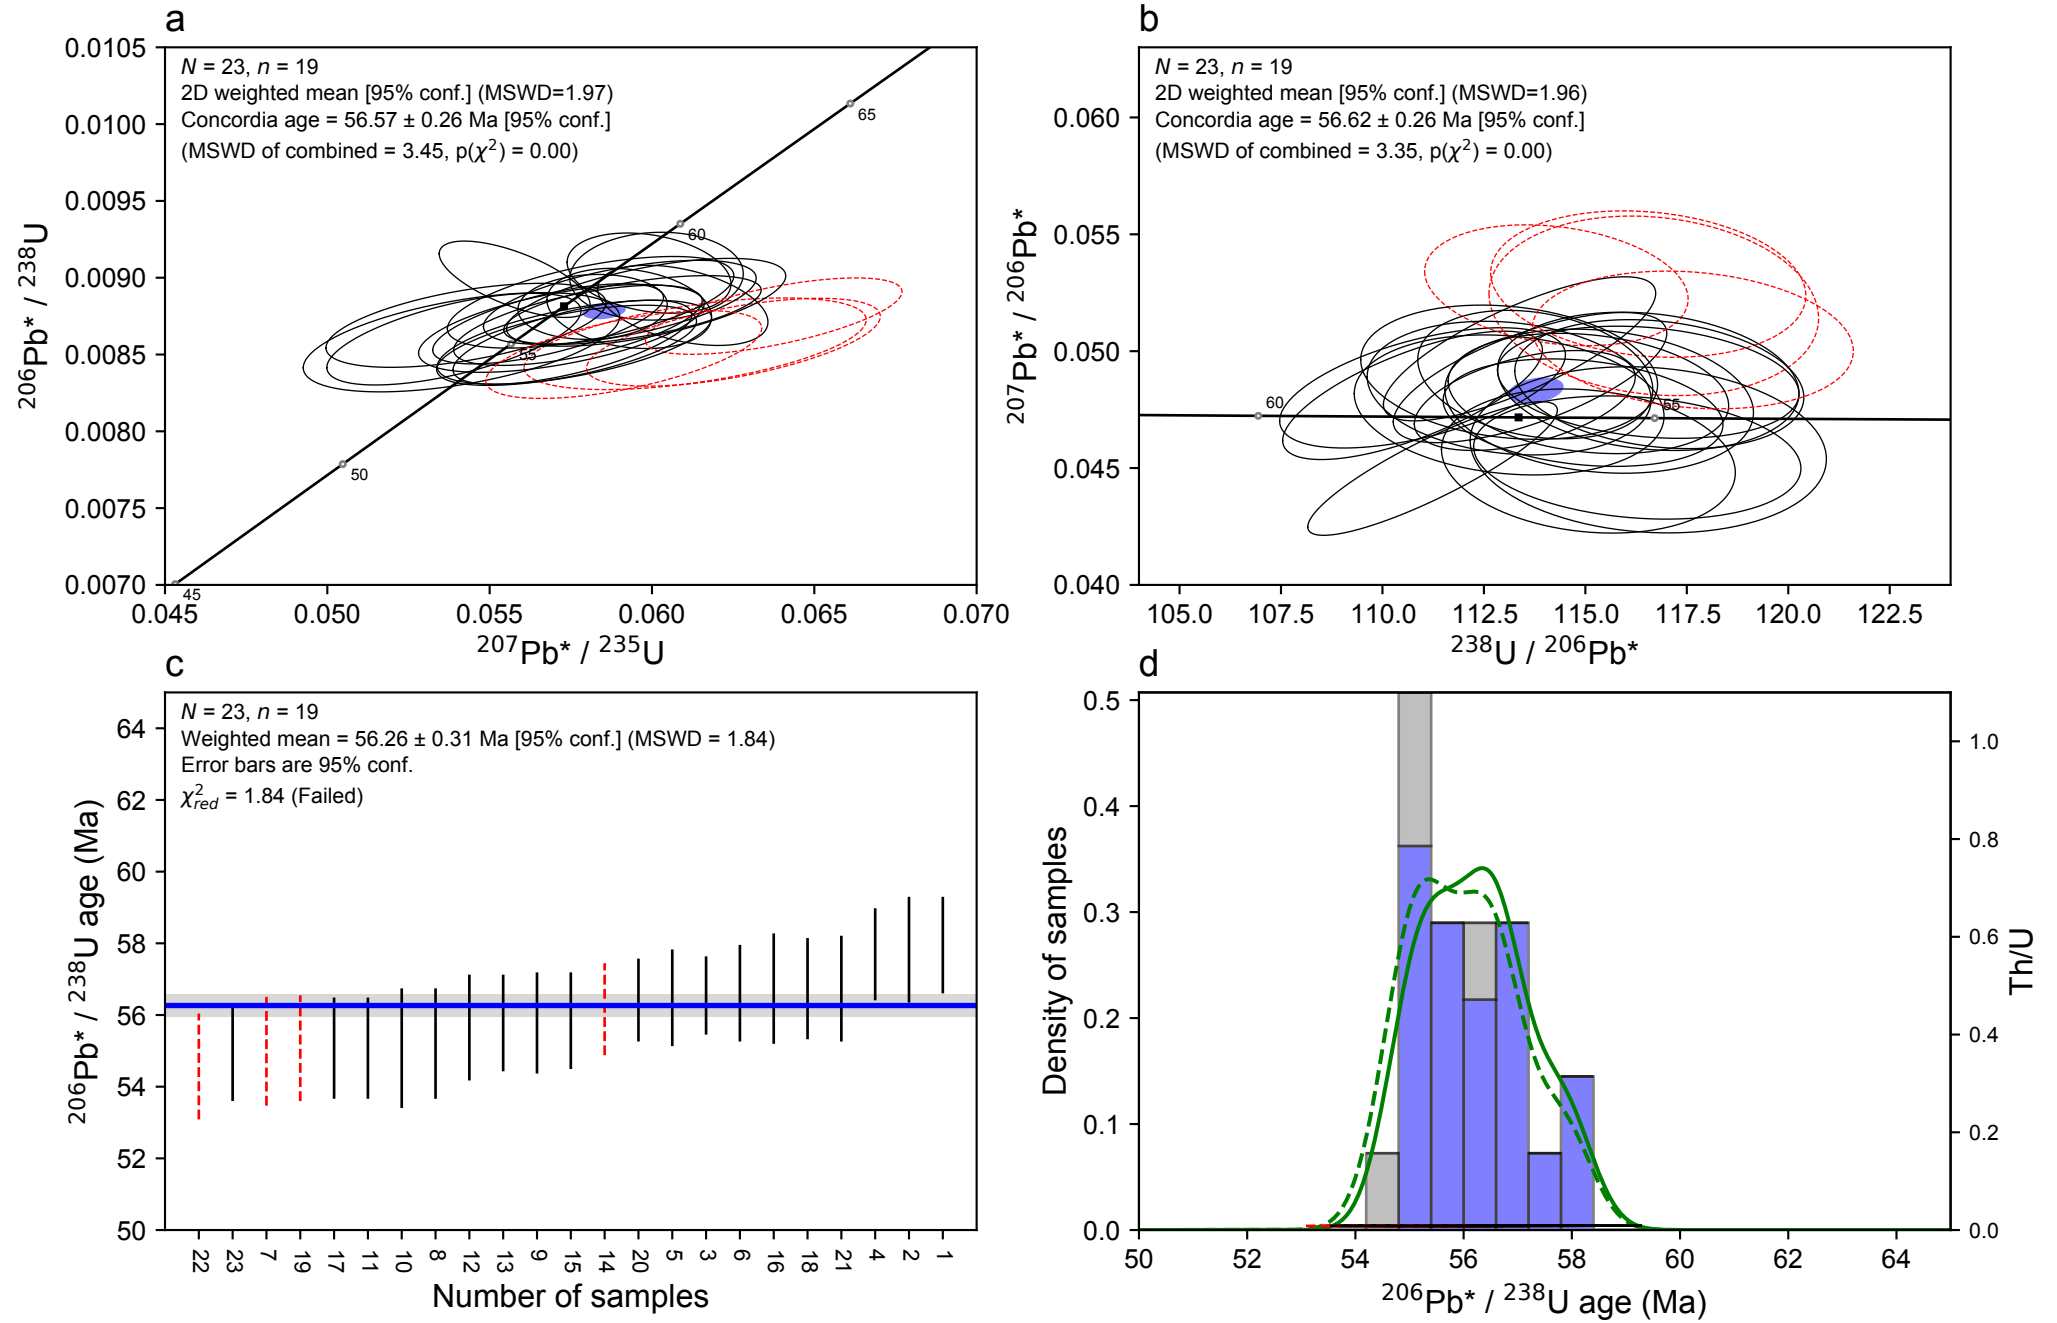 a
N = 23, n = 19
2D weighted mean [95% conf.] (MSWD=1.97)
Concordia age = 56.57 ± 0.26 Ma [95% conf.]
(MSWD of combined = 3.45, p(χ²) = 0.00)
0.0105
0.0100
0.0095
0.0090
0.0085
0.0080
0.0075
0.0070
²⁰⁶Pb* / ²³⁸U
65
60
55
50
45
0.045 0.050 0.055 0.060 0.065 0.070
²⁰⁷Pb* / ²³⁵U
b
N = 23, n = 19
2D weighted mean [95% conf.] (MSWD=1.96)
Concordia age = 56.62 ± 0.26 Ma [95% conf.]
(MSWD of combined = 3.35, p(χ²) = 0.00)
0.060
0.055
0.050
0.045
0.040
²⁰⁷Pb* / ²⁰⁶Pb*
60
55
105.0 107.5 110.0 112.5 115.0 117.5 120.0 122.5
²³⁸U / ²⁰⁶Pb*
c
N = 23, n = 19
Weighted mean = 56.26 ± 0.31 Ma [95% conf.] (MSWD = 1.84)
Error bars are 95% conf.
χ²red = 1.84 (Failed)
64
62
60
58
56
54
52
50
²⁰⁶Pb* / ²³⁸U age (Ma)
22 23 7 19 17 11 10 8 12 13 9 15 14 20 5 3 6 16 18 21 4 2 1
Number of samples
d
0.5
0.4
0.3
0.2
0.1
0.0
Density of samples
1.0
0.8
0.6
0.4
0.2
0.0
Th/U
50 52 54 56 58 60 62 64
²⁰⁶Pb* / ²³⁸U age (Ma)